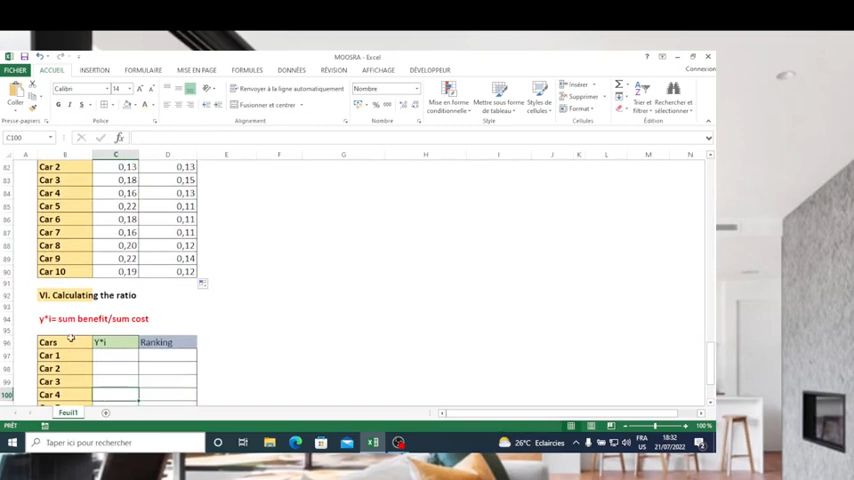 MOOSRA - Excel
FICHIER ACCUEIL INSERTION FORMULAIRE MISE EN PAGE FORMULES DONNÉES RÉVISION AFFICHAGE DÉVELOPPEUR Connexion
Calibri 14 Renvoyer à la ligne automatiquement Nombre Insérer
Coller Mise en forme Mettre sous forme Styles de Supprimer Trier et Rechercher et
G I S Fusionner et centrer conditionnelle de tableau cellules Format filtrer sélectionner
Presse-papiers Police Alignement Nombre Style Cellules Édition
C100 fx
A B C D E F G H I J K L M N
82 Car 2 0,13 0,13
83 Car 3 0,18 0,15
84 Car 4 0,16 0,13
85 Car 5 0,22 0,11
86 Car 6 0,18 0,11
87 Car 7 0,16 0,11
88 Car 8 0,20 0,12
89 Car 9 0,22 0,14
90 Car 10 0,19 0,12
91
92 VI. Calculating the ratio
93
94 y*i= sum benefit/sum cost
95
96 Cars Y*i Ranking
97 Car 1
98 Car 2
99 Car 3
100 Car 4
Feuil1
PRÊT 100 %
Taper ici pour rechercher 26°C Eclaircies FRA 18:32
US 21/07/2022 2